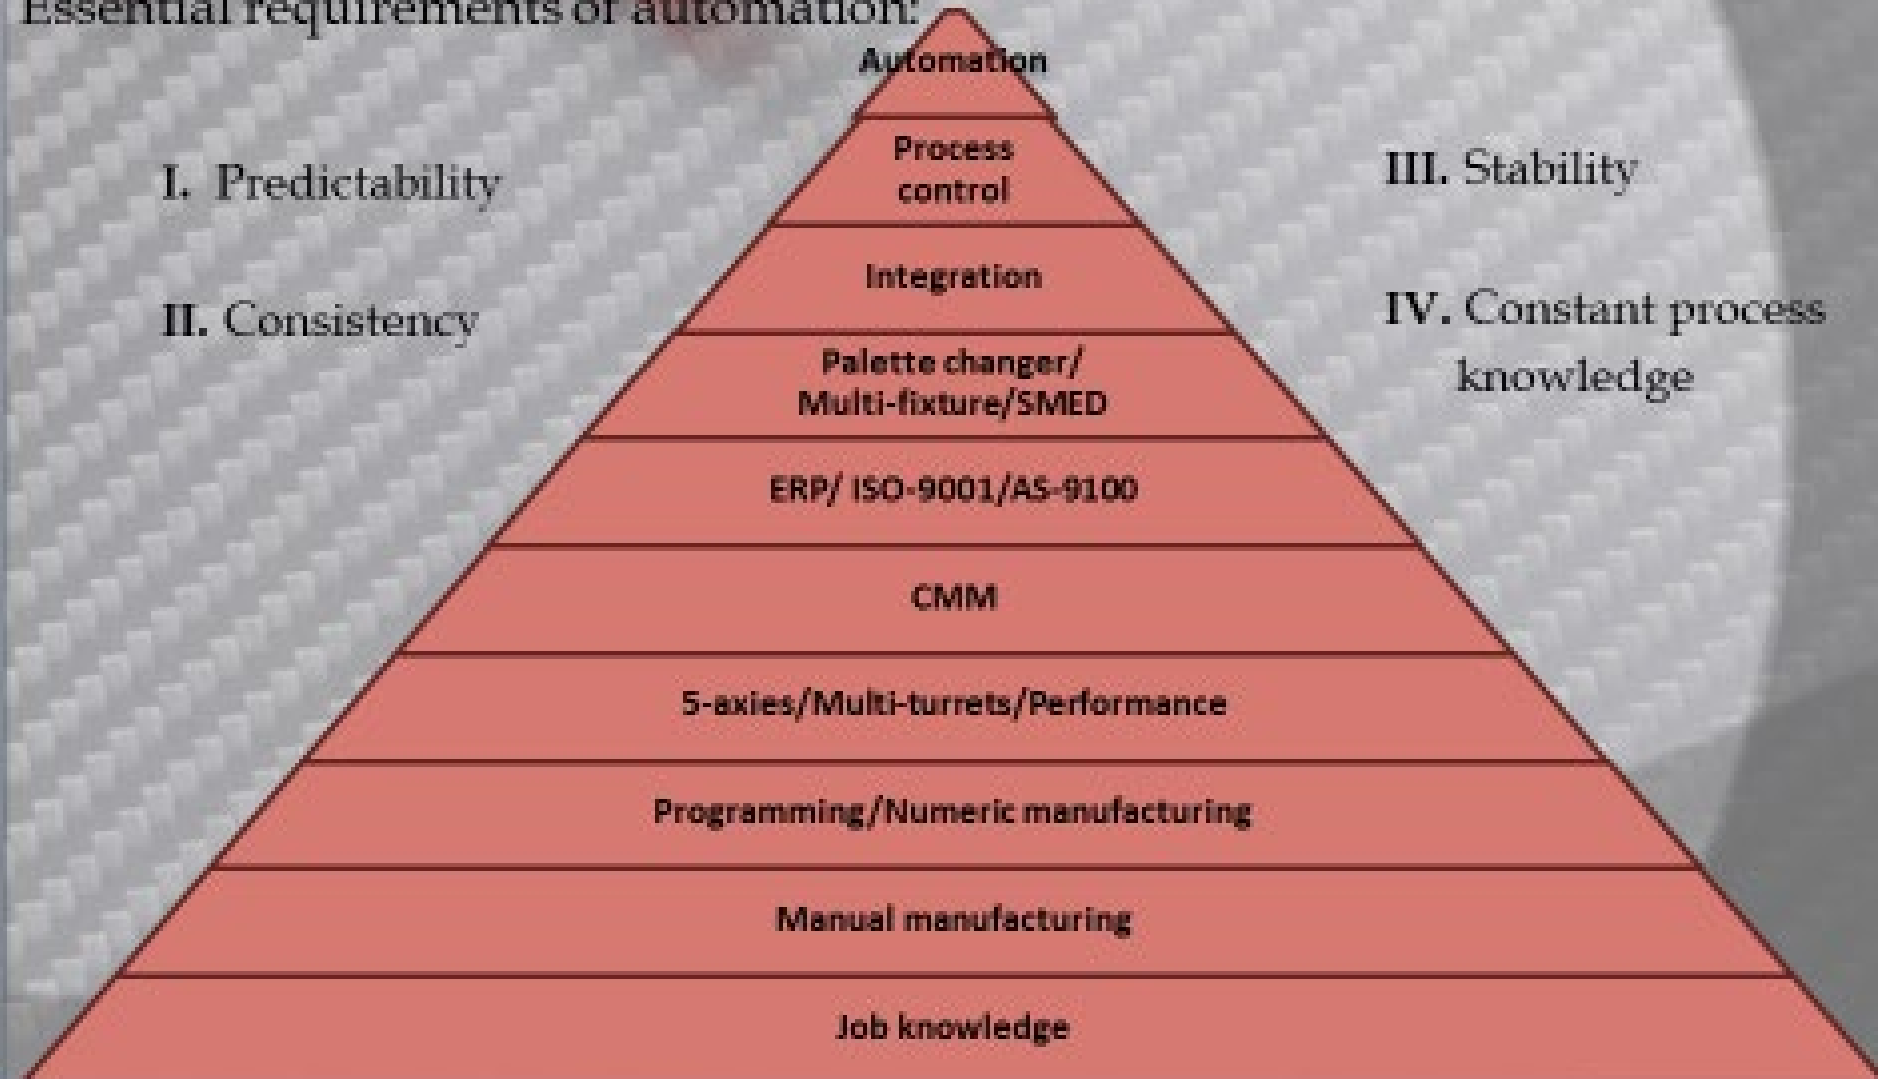 Essential requirements of automation:
Automation
Process
control
I. Predictability
III. Stability
Integration
II. Consistency
IV. Constant process
knowledge
Palette changer/
Multi-fixture/SMED
ERP/ ISO-9001/AS-9100
CMM
5-axies/Multi-turrets/Performance
Programming/Numeric manufacturing
Manual manufacturing
Job knowledge